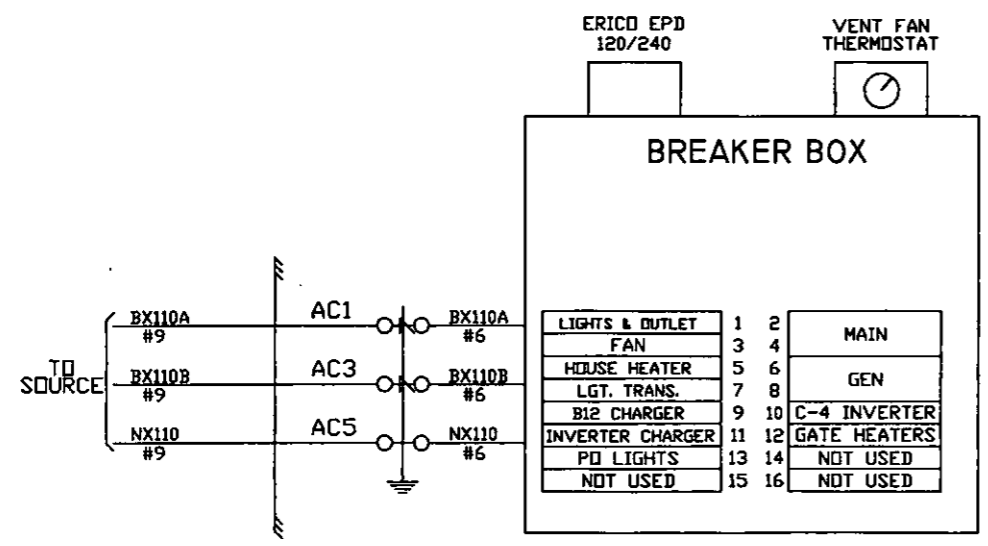 ERICO EPD
120/240
VENT FAN
THERMOSTAT
BREAKER BOX
TO
SOURCE
BX110A
#9
AC1
BX110A
#6
BX110B
#9
AC3
BX110B
#6
NX110
#9
AC5
NX110
#6
LIGHTS & OUTLET 1 2 MAIN
FAN 3 4
HOUSE HEATER 5 6 GEN
LGT. TRANS. 7 8
B12 CHARGER 9 10 C-4 INVERTER
INVERTER CHARGER 11 12 GATE HEATERS
PO LIGHTS 13 14 NOT USED
NOT USED 15 16 NOT USED